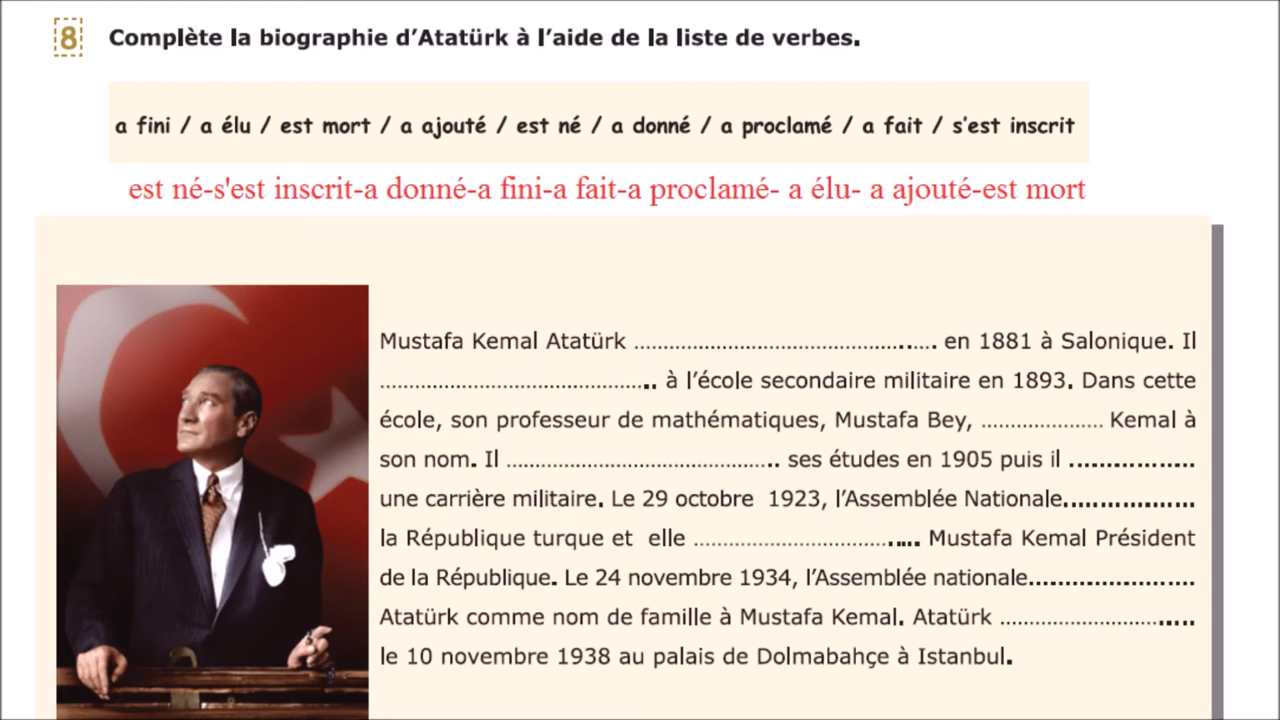 8 Complète la biographie d’Atatürk à l’aide de la liste de verbes.
a fini / a élu / est mort / a ajouté / est né / a donné / a proclamé / a fait / s’est inscrit
est né-s'est inscrit-a donné-a fini-a fait-a proclamé- a élu- a ajouté-est mort
Mustafa Kemal Atatürk .............................................. en 1881 à Salonique. Il
.......................................... à l’école secondaire militaire en 1893. Dans cette
école, son professeur de mathématiques, Mustafa Bey, .................... Kemal à
son nom. Il .......................................... ses études en 1905 puis il ................
une carrière militaire. Le 29 octobre 1923, l’Assemblée Nationale.................
la République turque et elle .................................... Mustafa Kemal Président
de la République. Le 24 novembre 1934, l’Assemblée nationale.....................
Atatürk comme nom de famille à Mustafa Kemal. Atatürk ..............................
le 10 novembre 1938 au palais de Dolmabahçe à Istanbul.